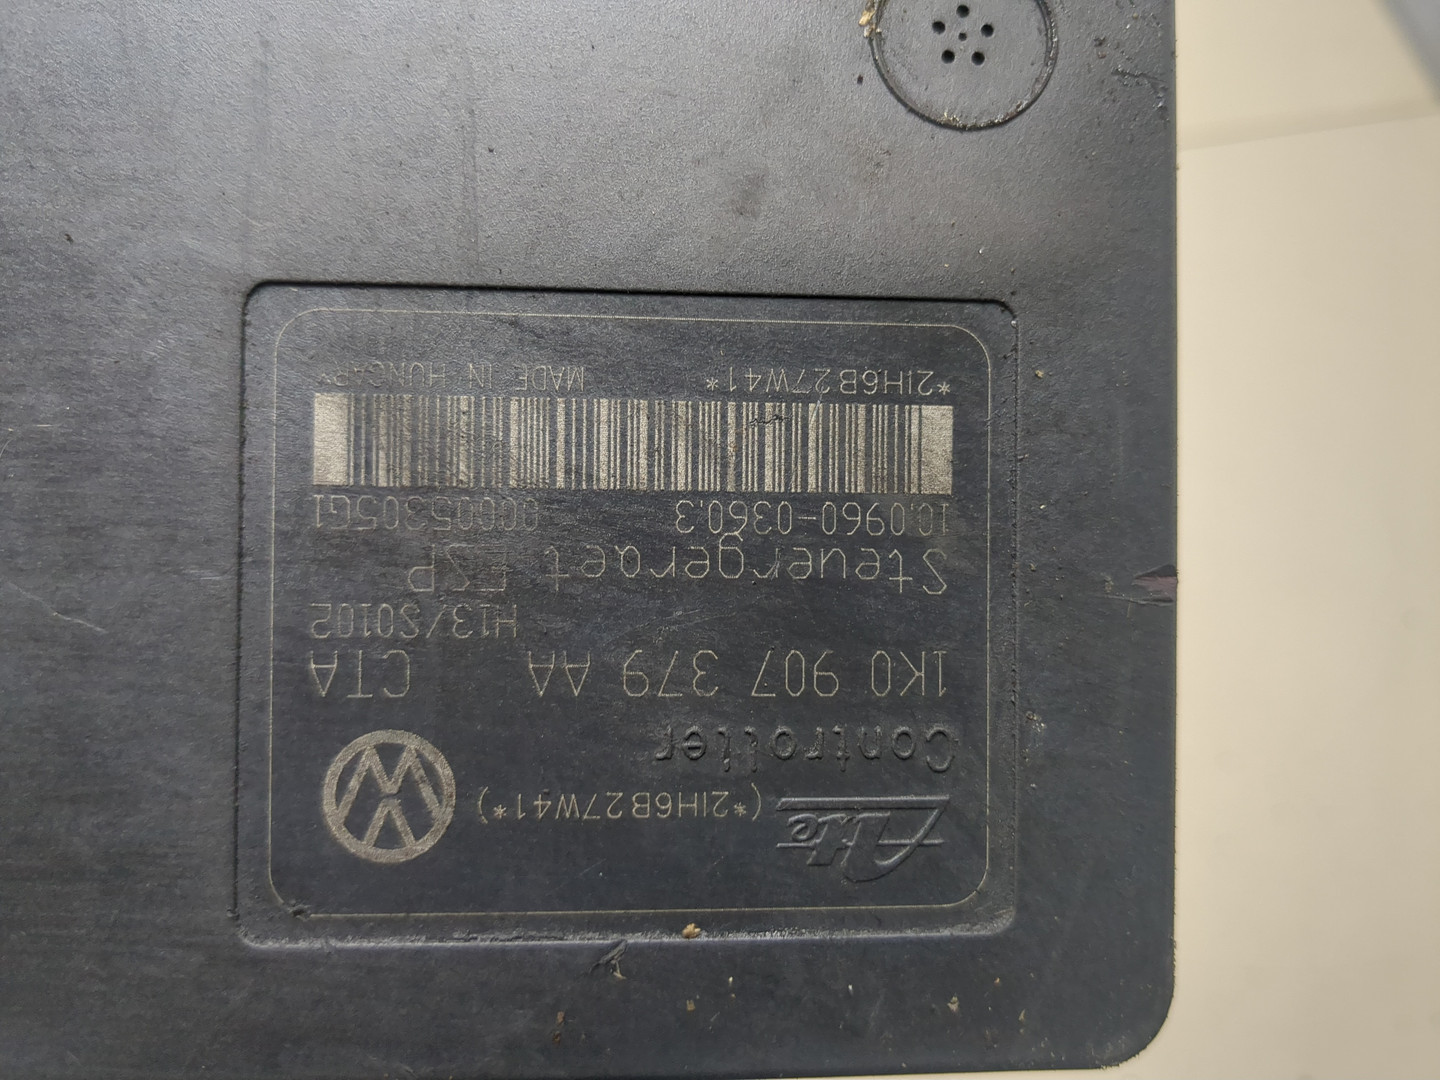 Ate (*2IH6B27W41*)
Controller
1K0 907 379 AA CTA
H13/S0102
Steuergeraet ESP
10.0960-0360.3 00005305G1
*2IH6B27W41* MADE IN HUNGARY